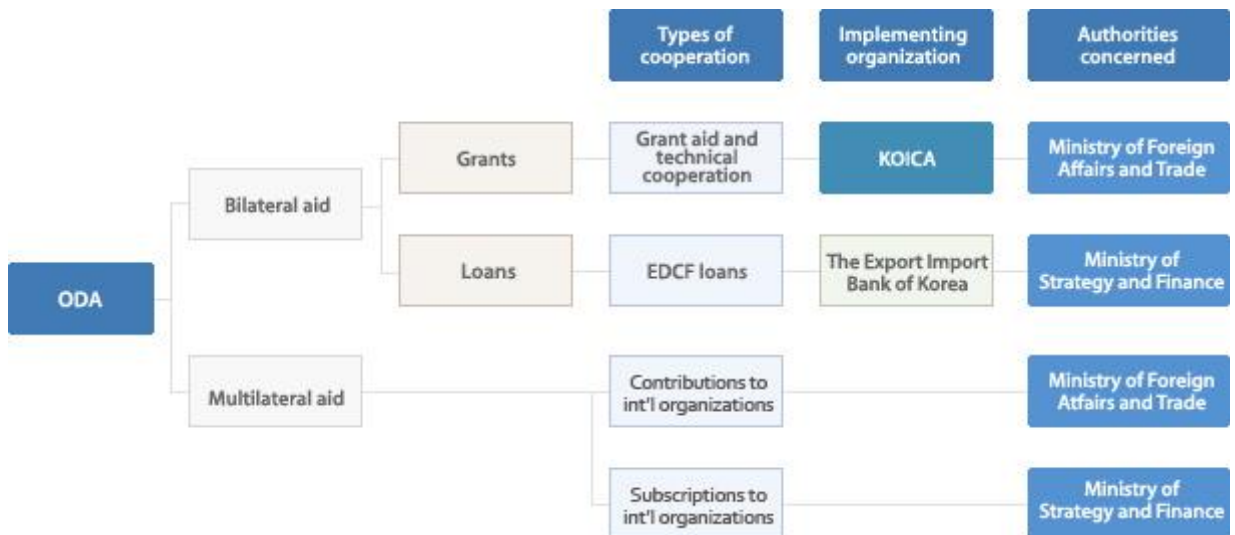 Types of
cooperation
Implementing
organization
Authorities
concerned
Grants
Grant aid and
technical
cooperation
KOICA
Ministry of Foreign
Affairs and Trade
Bilateral aid
Loans
EDCF loans
The Export Import
Bank of Korea
Ministry of
Strategy and Finance
ODA
Multilateral aid
Contributions to
int'l organizations
Ministry of Foreign
Atfairs and Trade
Subscriptions to
int'l organizations
Ministry of
Strategy and Finance